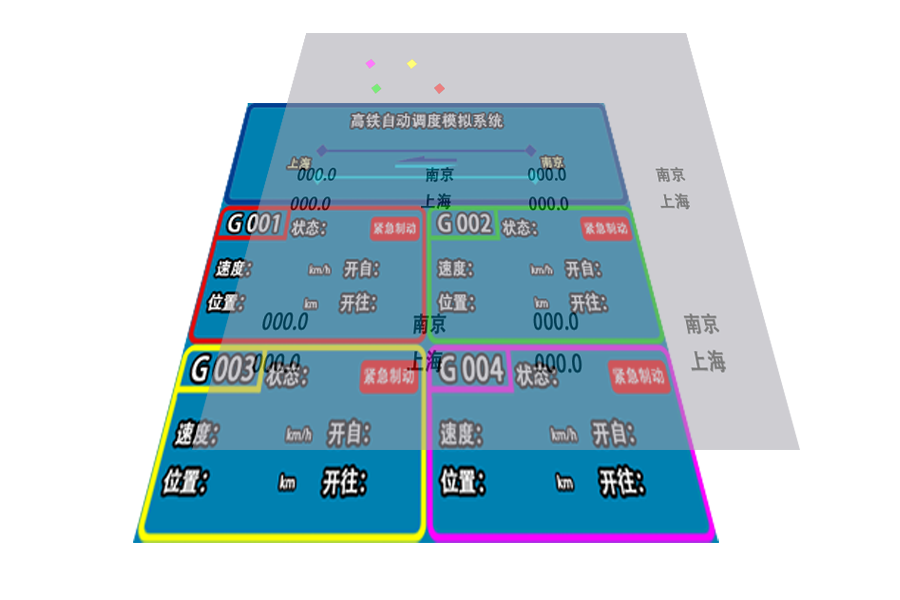 高铁自动调度模拟系统
上海 南京
000.0 南京 000.0 南京
000.0 上海 000.0 上海
G 001 状态： 紧急制动 G 002 状态： 紧急制动
速度： km/h 开自： 速度： km/h 开自：
位置： km 开往： 位置： km 开往：
000.0 南京 000.0 南京
000.0 上海 000.0 上海
G 003 状态： 紧急制动 G 004 状态： 紧急制动
速度： km/h 开自： 速度： km/h 开自：
位置： km 开往： 位置： km 开往：